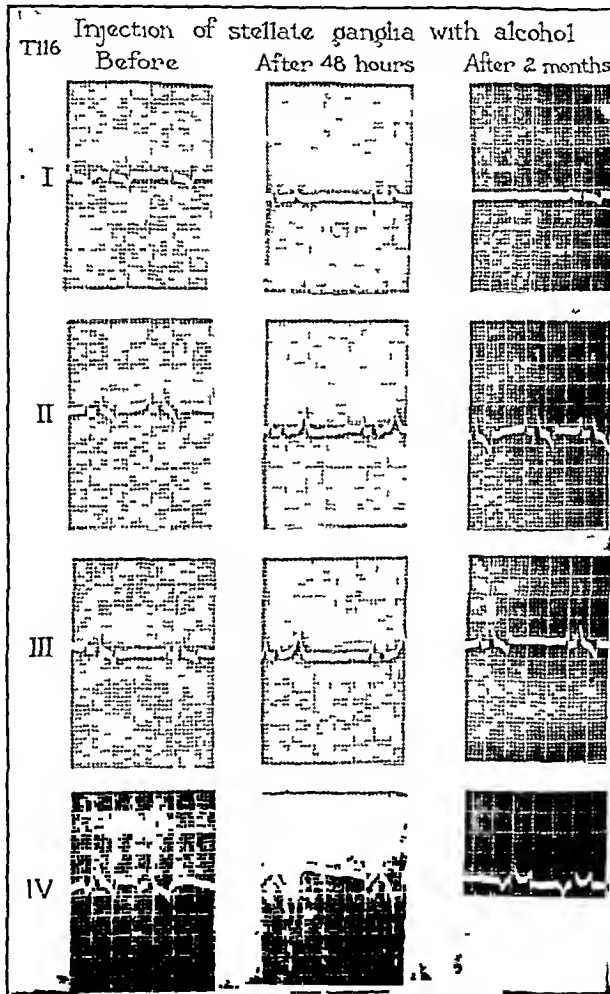 T116
Injection of stellate ganglia with alcohol
Before After 48 hours After 2 months
I
II
III
IV